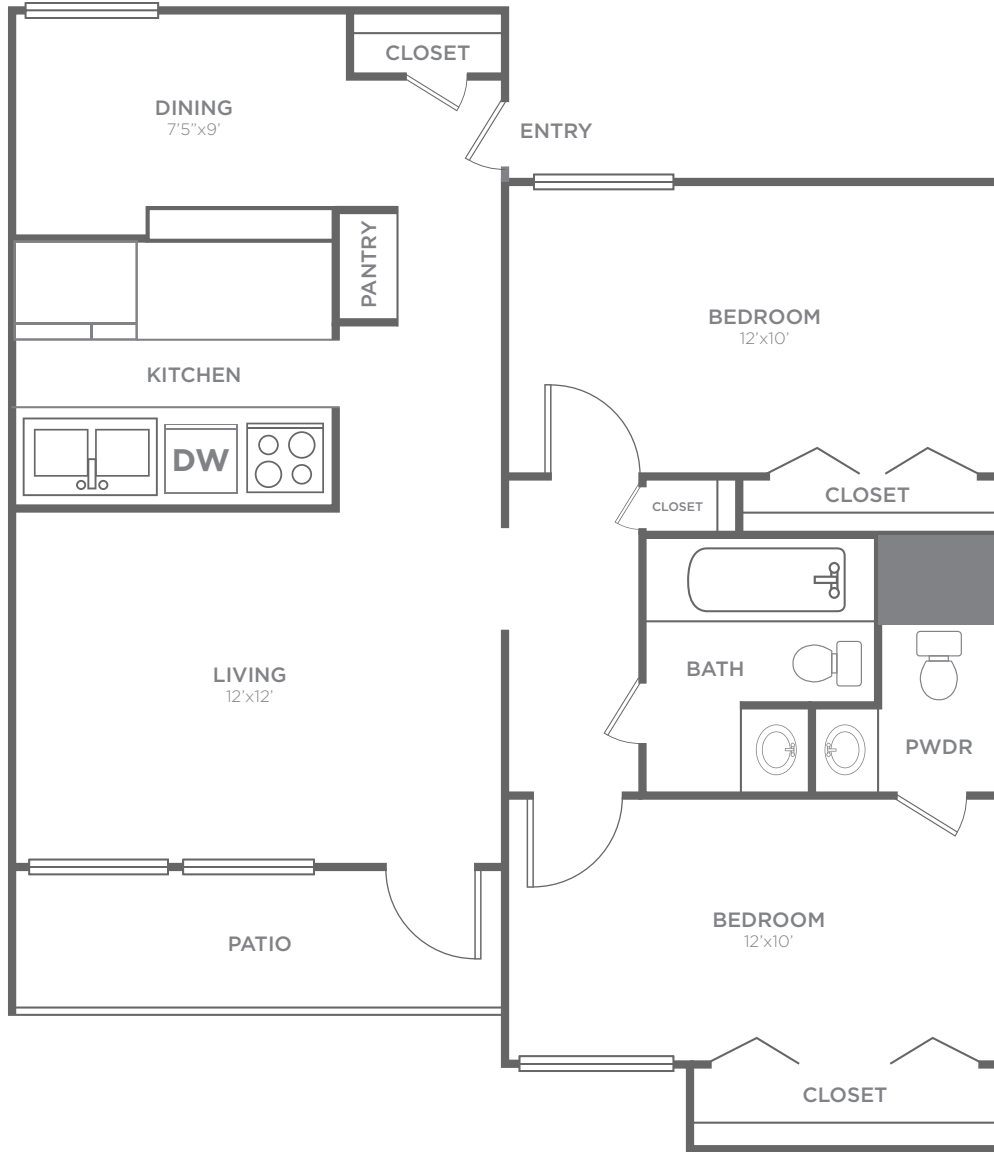 CLOSET
DINING
7'5"x9'
ENTRY
PANTRY
BEDROOM
12'x10'
KITCHEN
DW
CLOSET
CLOSET
LIVING
12'x12'
BATH
PWDR
BEDROOM
12'x10'
PATIO
CLOSET